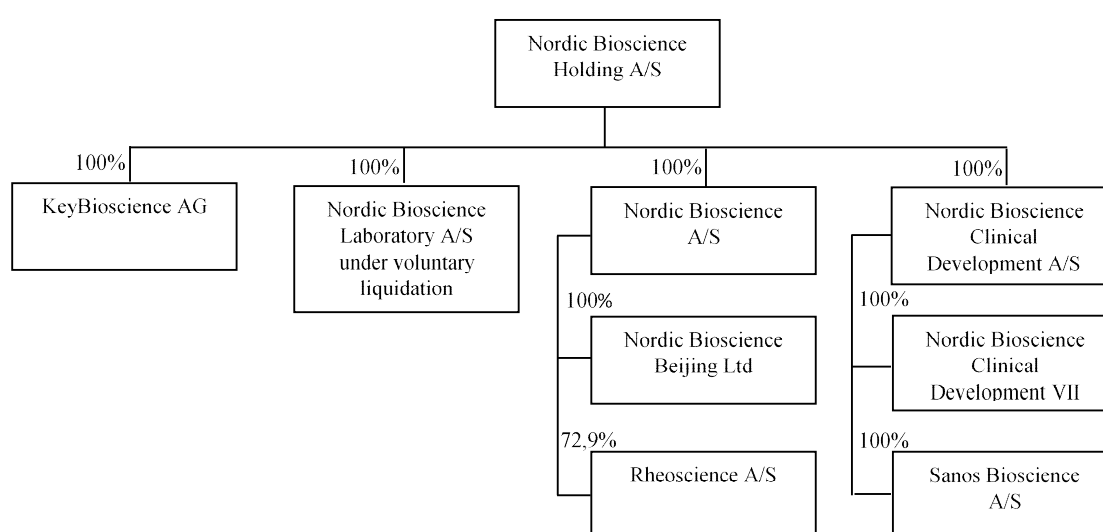 Nordic Bioscience
Holding A/S
100%
100%
100%
100%
KeyBioscience AG
Nordic Bioscience
Laboratory A/S
under voluntary
liquidation
Nordic Bioscience
A/S
Nordic Bioscience
Clinical
Development A/S
100%
100%
Nordic Bioscience
Beijing Ltd
Nordic Bioscience
Clinical
Development VII
72,9%
100%
Rheoscience A/S
Sanos Bioscience
A/S